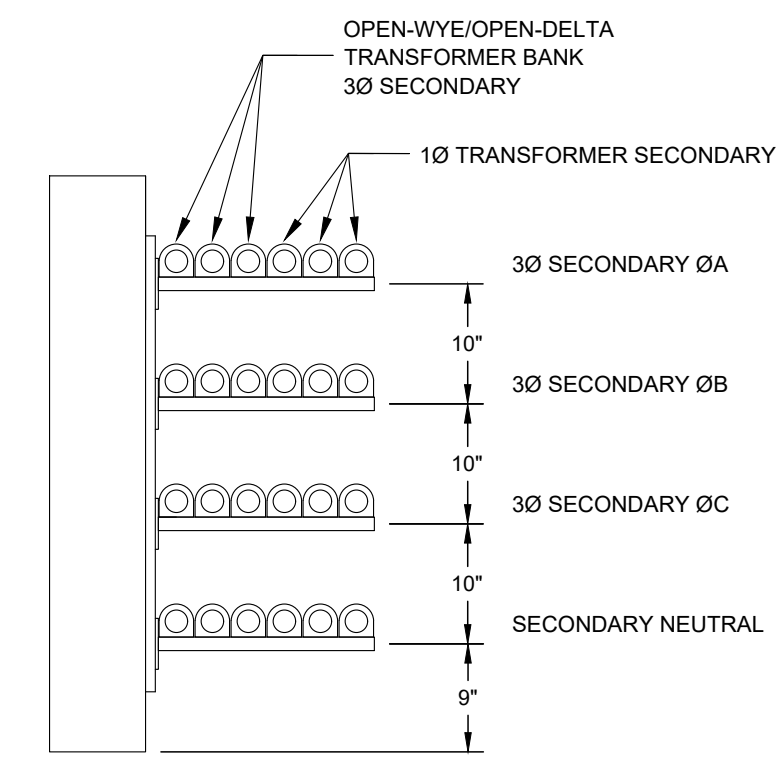 OPEN-WYE/OPEN-DELTA
TRANSFORMER BANK
3Ø SECONDARY
1Ø TRANSFORMER SECONDARY
3Ø SECONDARY ØA
10"
3Ø SECONDARY ØB
10"
3Ø SECONDARY ØC
10"
SECONDARY NEUTRAL
9"